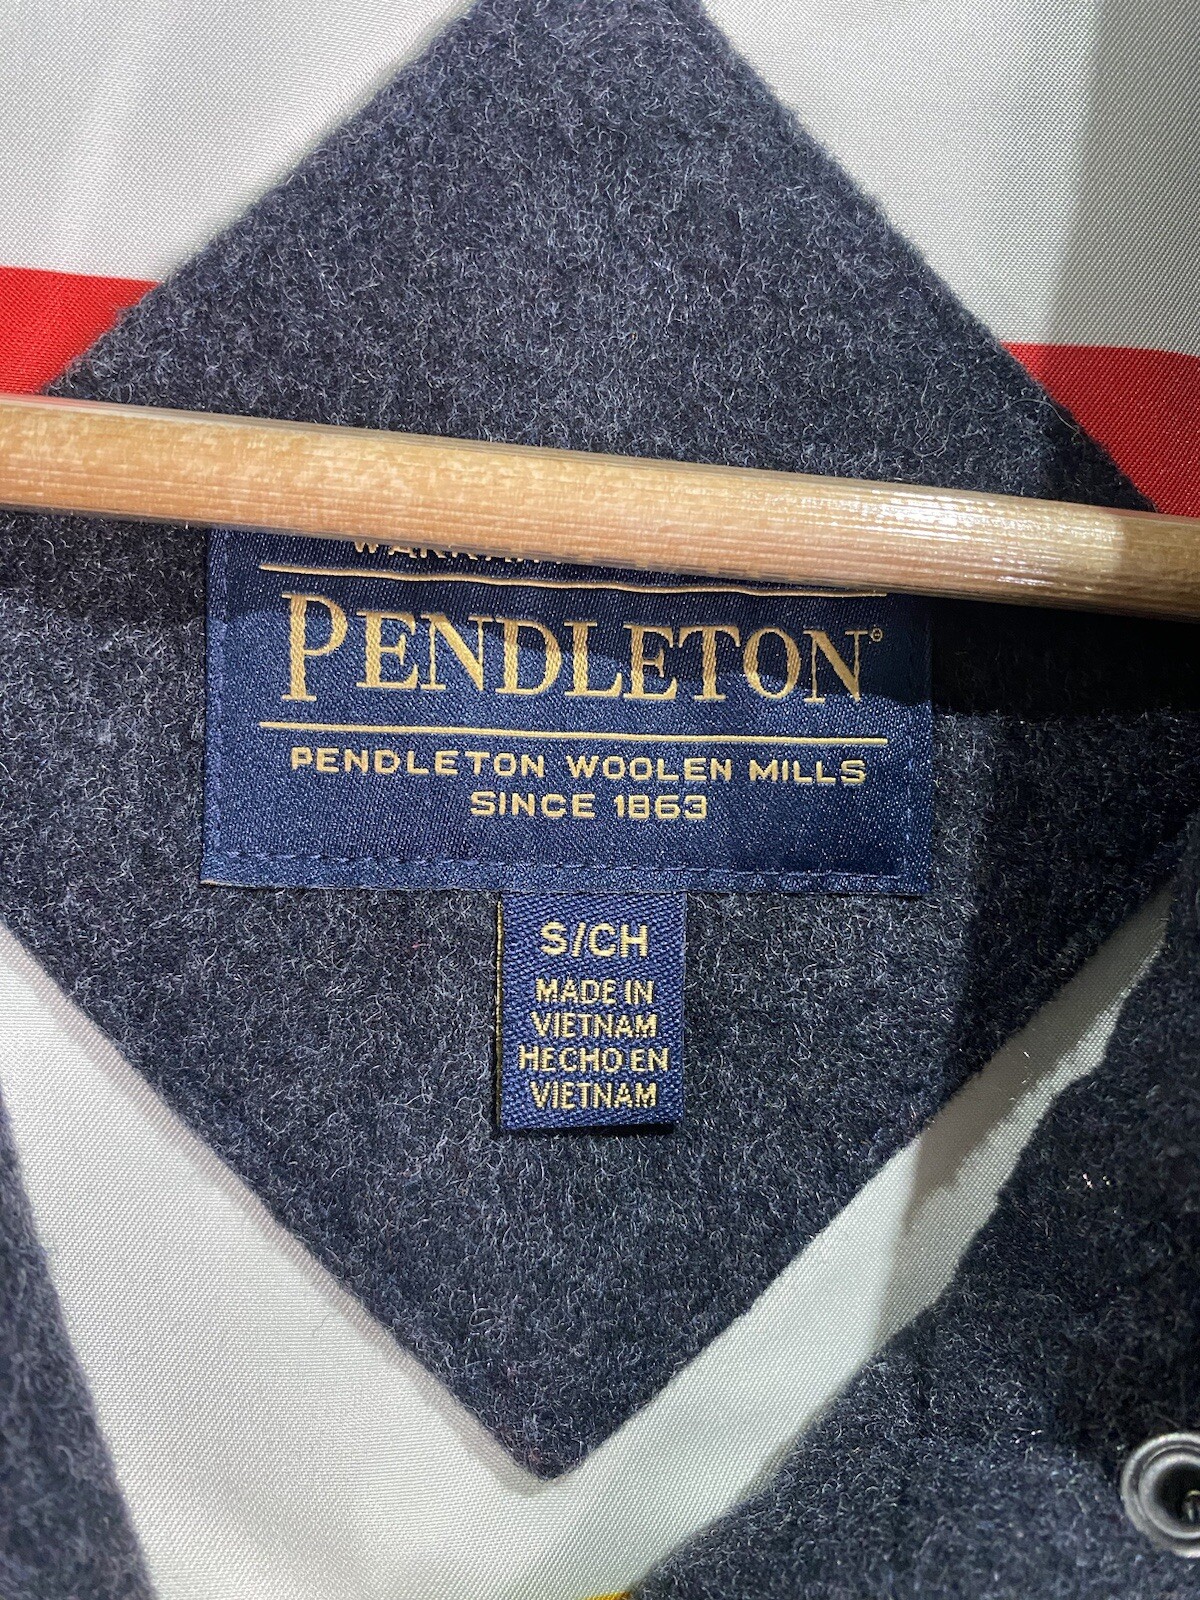 PENDLETON®
PENDLETON WOOLEN MILLS
SINCE 1863
S/CH
MADE IN
VIETNAM
HECHO EN
VIETNAM